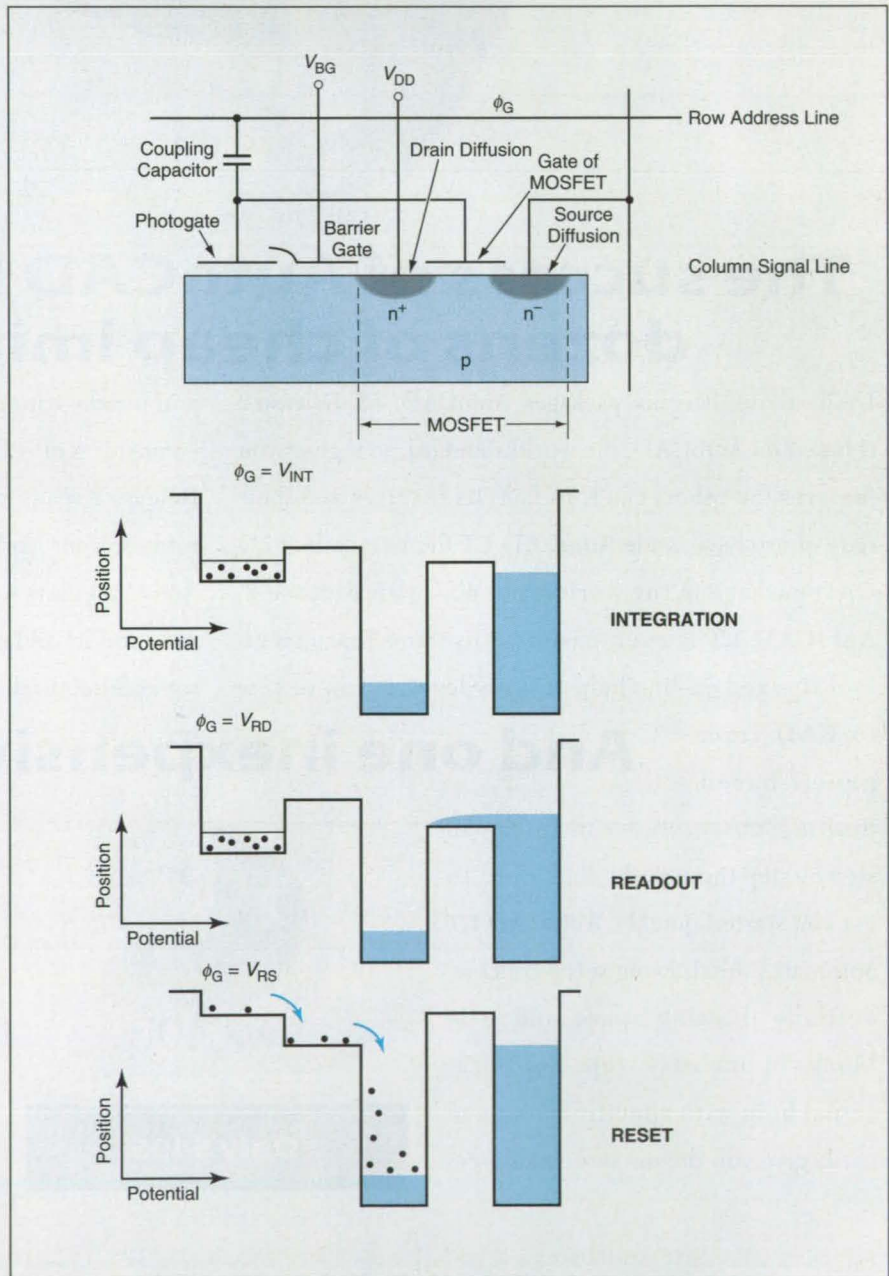 V_BG
V_DD
ϕ_G
Row Address Line
Coupling
Capacitor
Drain Diffusion
Gate of
MOSFET
Photogate
Barrier
Gate
Source
Diffusion
Column Signal Line
n+
n−
p
MOSFET
ϕ_G = V_INT
Position
Potential
INTEGRATION
ϕ_G = V_RD
Position
Potential
READOUT
ϕ_G = V_RS
Position
Potential
RESET